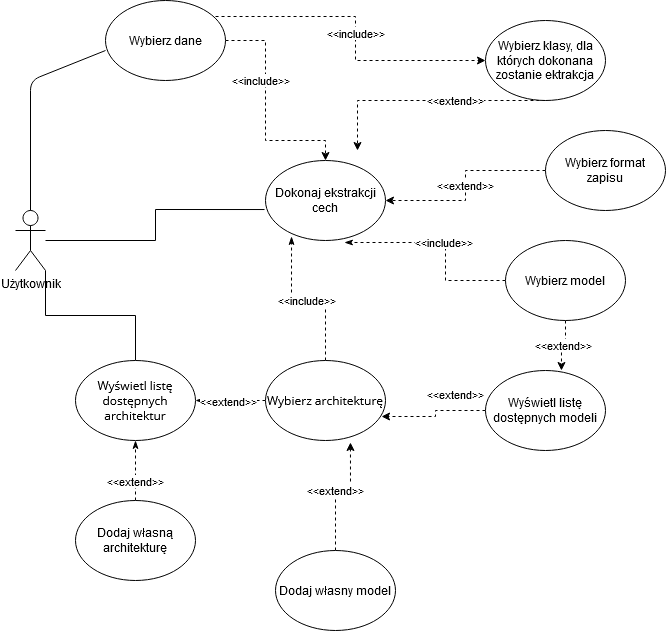 Wybierz dane
<<include>>
Wybierz klasy, dla
których dokonana
zostanie ektrakcja
<<include>>
<<extend>>
Dokonaj ekstrakcji
cech
Wybierz format
zapisu
<<extend>>
<<include>>
Wybierz model
Użytkownik
<<include>>
<<extend>>
Wyświetl listę
dostępnych
architektur
<<extend>>
Wybierz architekturę
<<extend>>
Wyświetl listę
dostępnych modeli
<<extend>>
<<extend>>
Dodaj własną
architekturę
Dodaj własny model